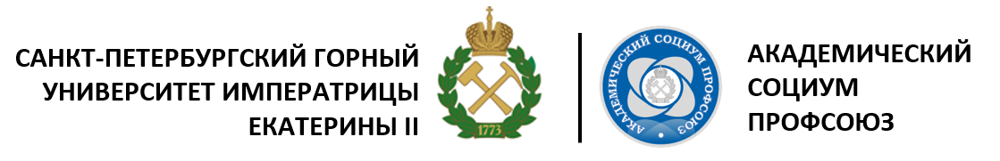 САНКТ-ПЕТЕРБУРГСКИЙ ГОРНЫЙ
УНИВЕРСИТЕТ ИМПЕРАТРИЦЫ
ЕКАТЕРИНЫ II
1773
АКАДЕМИЧЕСКИЙ СОЦИУМ ПРОФСОЮЗ
АКАДЕМИЧЕСКИЙ
СОЦИУМ
ПРОФСОЮЗ